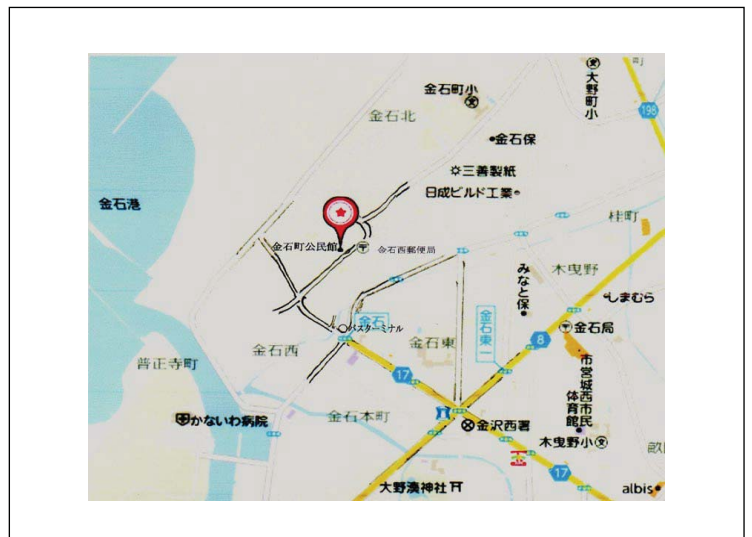 金石町小
大野町小
町
198
金石北
金石保
三善製紙
日成ビルド工業
金石港
桂町
金石町公民館
金石西郵便局
木曳野
みなと保
しまむら
金石
バスターミナル
金石東一
8
金石局
金石西
金石東
普正寺町
17
市営城西市民
体育館
金石本町
かないわ病院
金沢西署
木曳野小
17
大野湊神社
albis